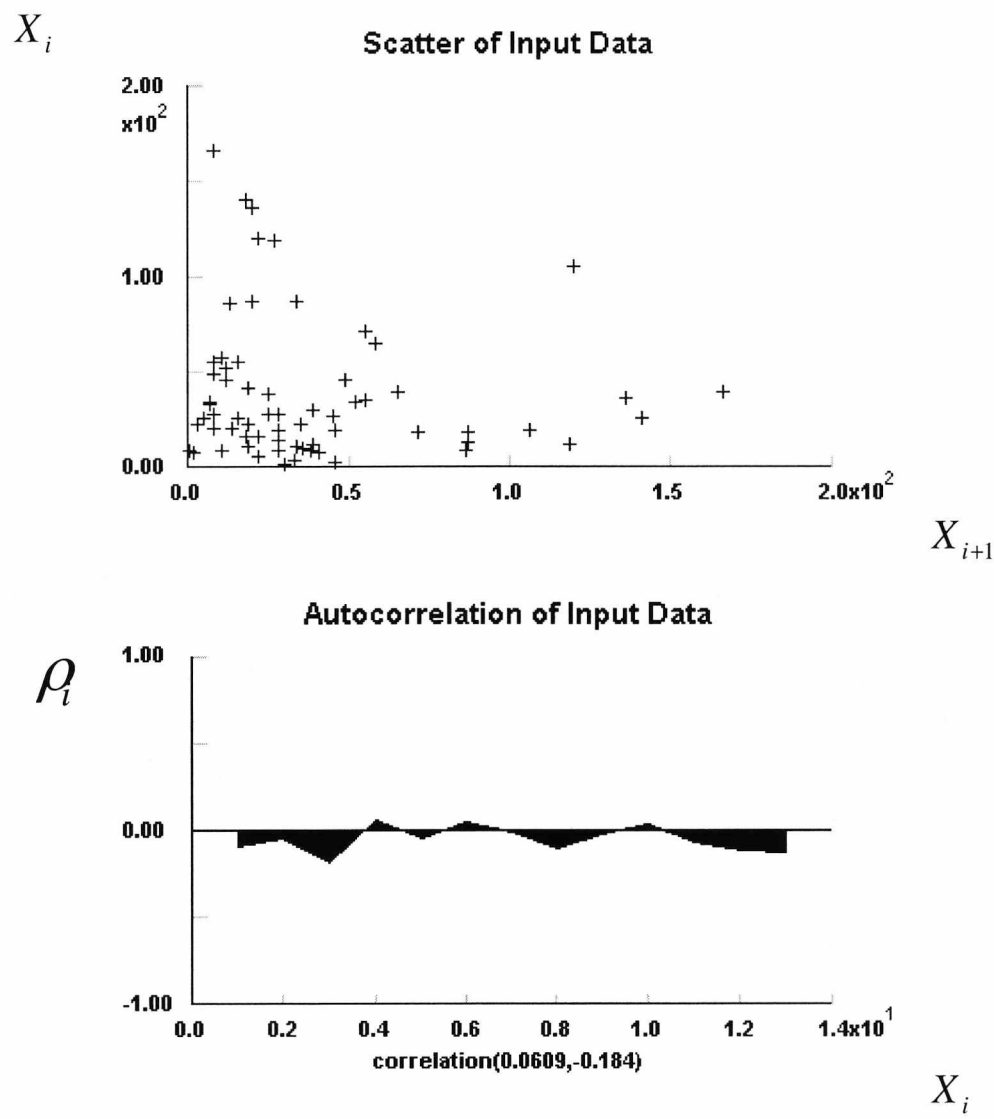 X_i
Scatter of Input Data
2.00
x10^2
1.00
0.00
0.0 0.5 1.0 1.5 2.0x10^2
X_{i+1}
Autocorrelation of Input Data
1.00
ρ_i
0.00
-1.00
0.0 0.2 0.4 0.6 0.8 1.0 1.2 1.4x10^1
correlation(0.0609,-0.184)
X_i